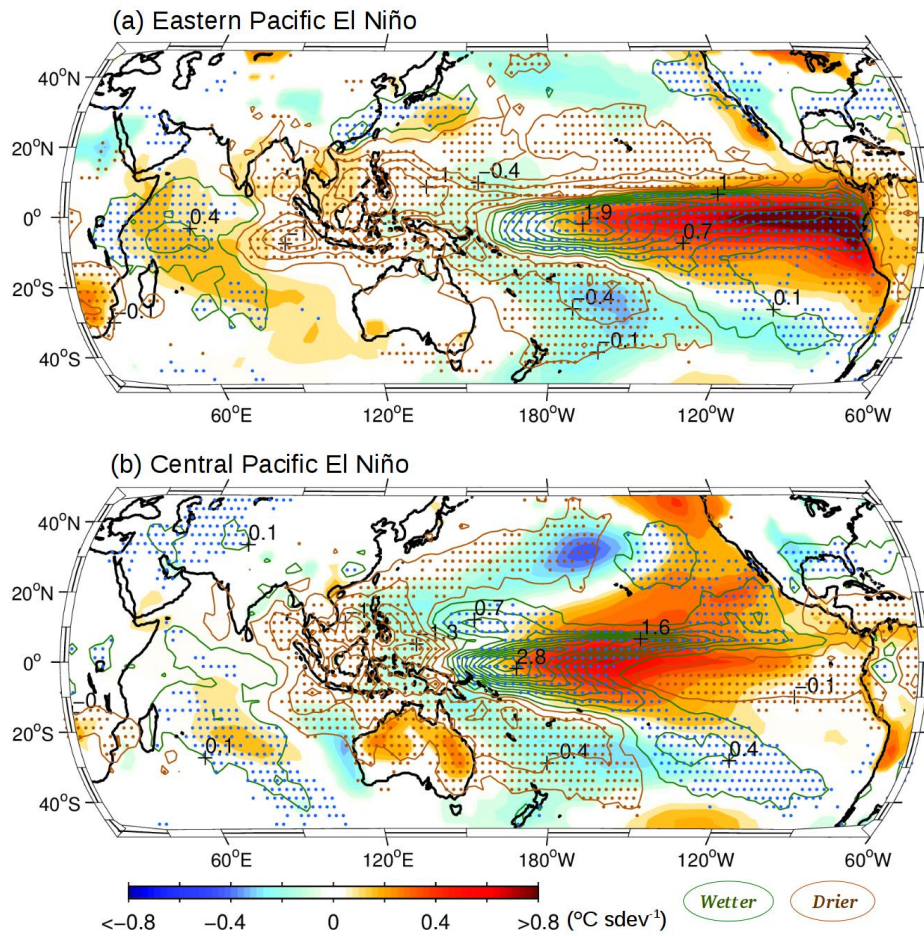 (a) Eastern Pacific El Niño
40°N
20°N
0°
20°S
40°S
−0.4
1
1
0.4
1.9
0.7
−1
−0.4
0.1
−0.1
−0.1
60°E 120°E 180°W 120°W 60°W
(b) Central Pacific El Niño
40°N
20°N
0°
20°S
40°S
0.1
0.7
−1
1.6
−1.3
2.8
−0.1
0.1
−0.4
0.4
60°E 120°E 180°W 120°W 60°W
<−0.8 −0.4 0 0.4 >0.8 (°C sdev⁻¹)
Wetter Drier